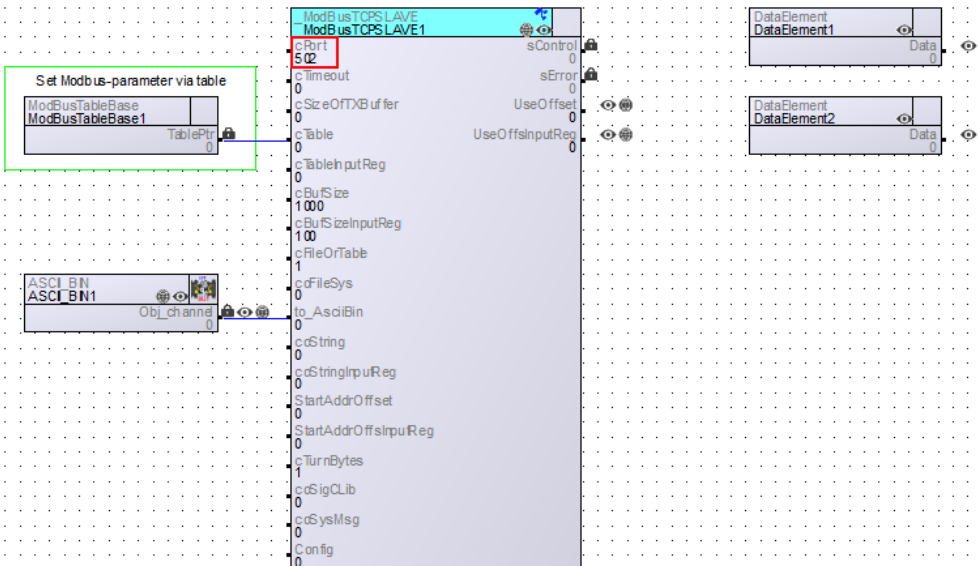 Set Modbus-parameter via table
ModBusTableBase
ModBusTableBase1
TablePtr
0
ASCII_BIN
ASCII_BIN1
Obj_channel
0
_ModBusTCPSLAVE
_ModBusTCPSLAVE1
cPort
502
sControl
0
cTimeout
0
sError
0
cSizeOfTXBuffer
0
UseOffset
0
cTable
0
UseOffsInputReg
0
cTableInputReg
0
cBufSize
1000
cBufSizeInputReg
100
cFileOrTable
1
coFileSys
0
to_AsciiBin
0
coString
0
coStringInputReg
0
StartAddrOffset
0
StartAddrOffsInputReg
0
cTurnBytes
1
coSigCLib
0
coSysMsg
0
Config
0
DataElement
DataElement1
Data
0
DataElement
DataElement2
Data
0